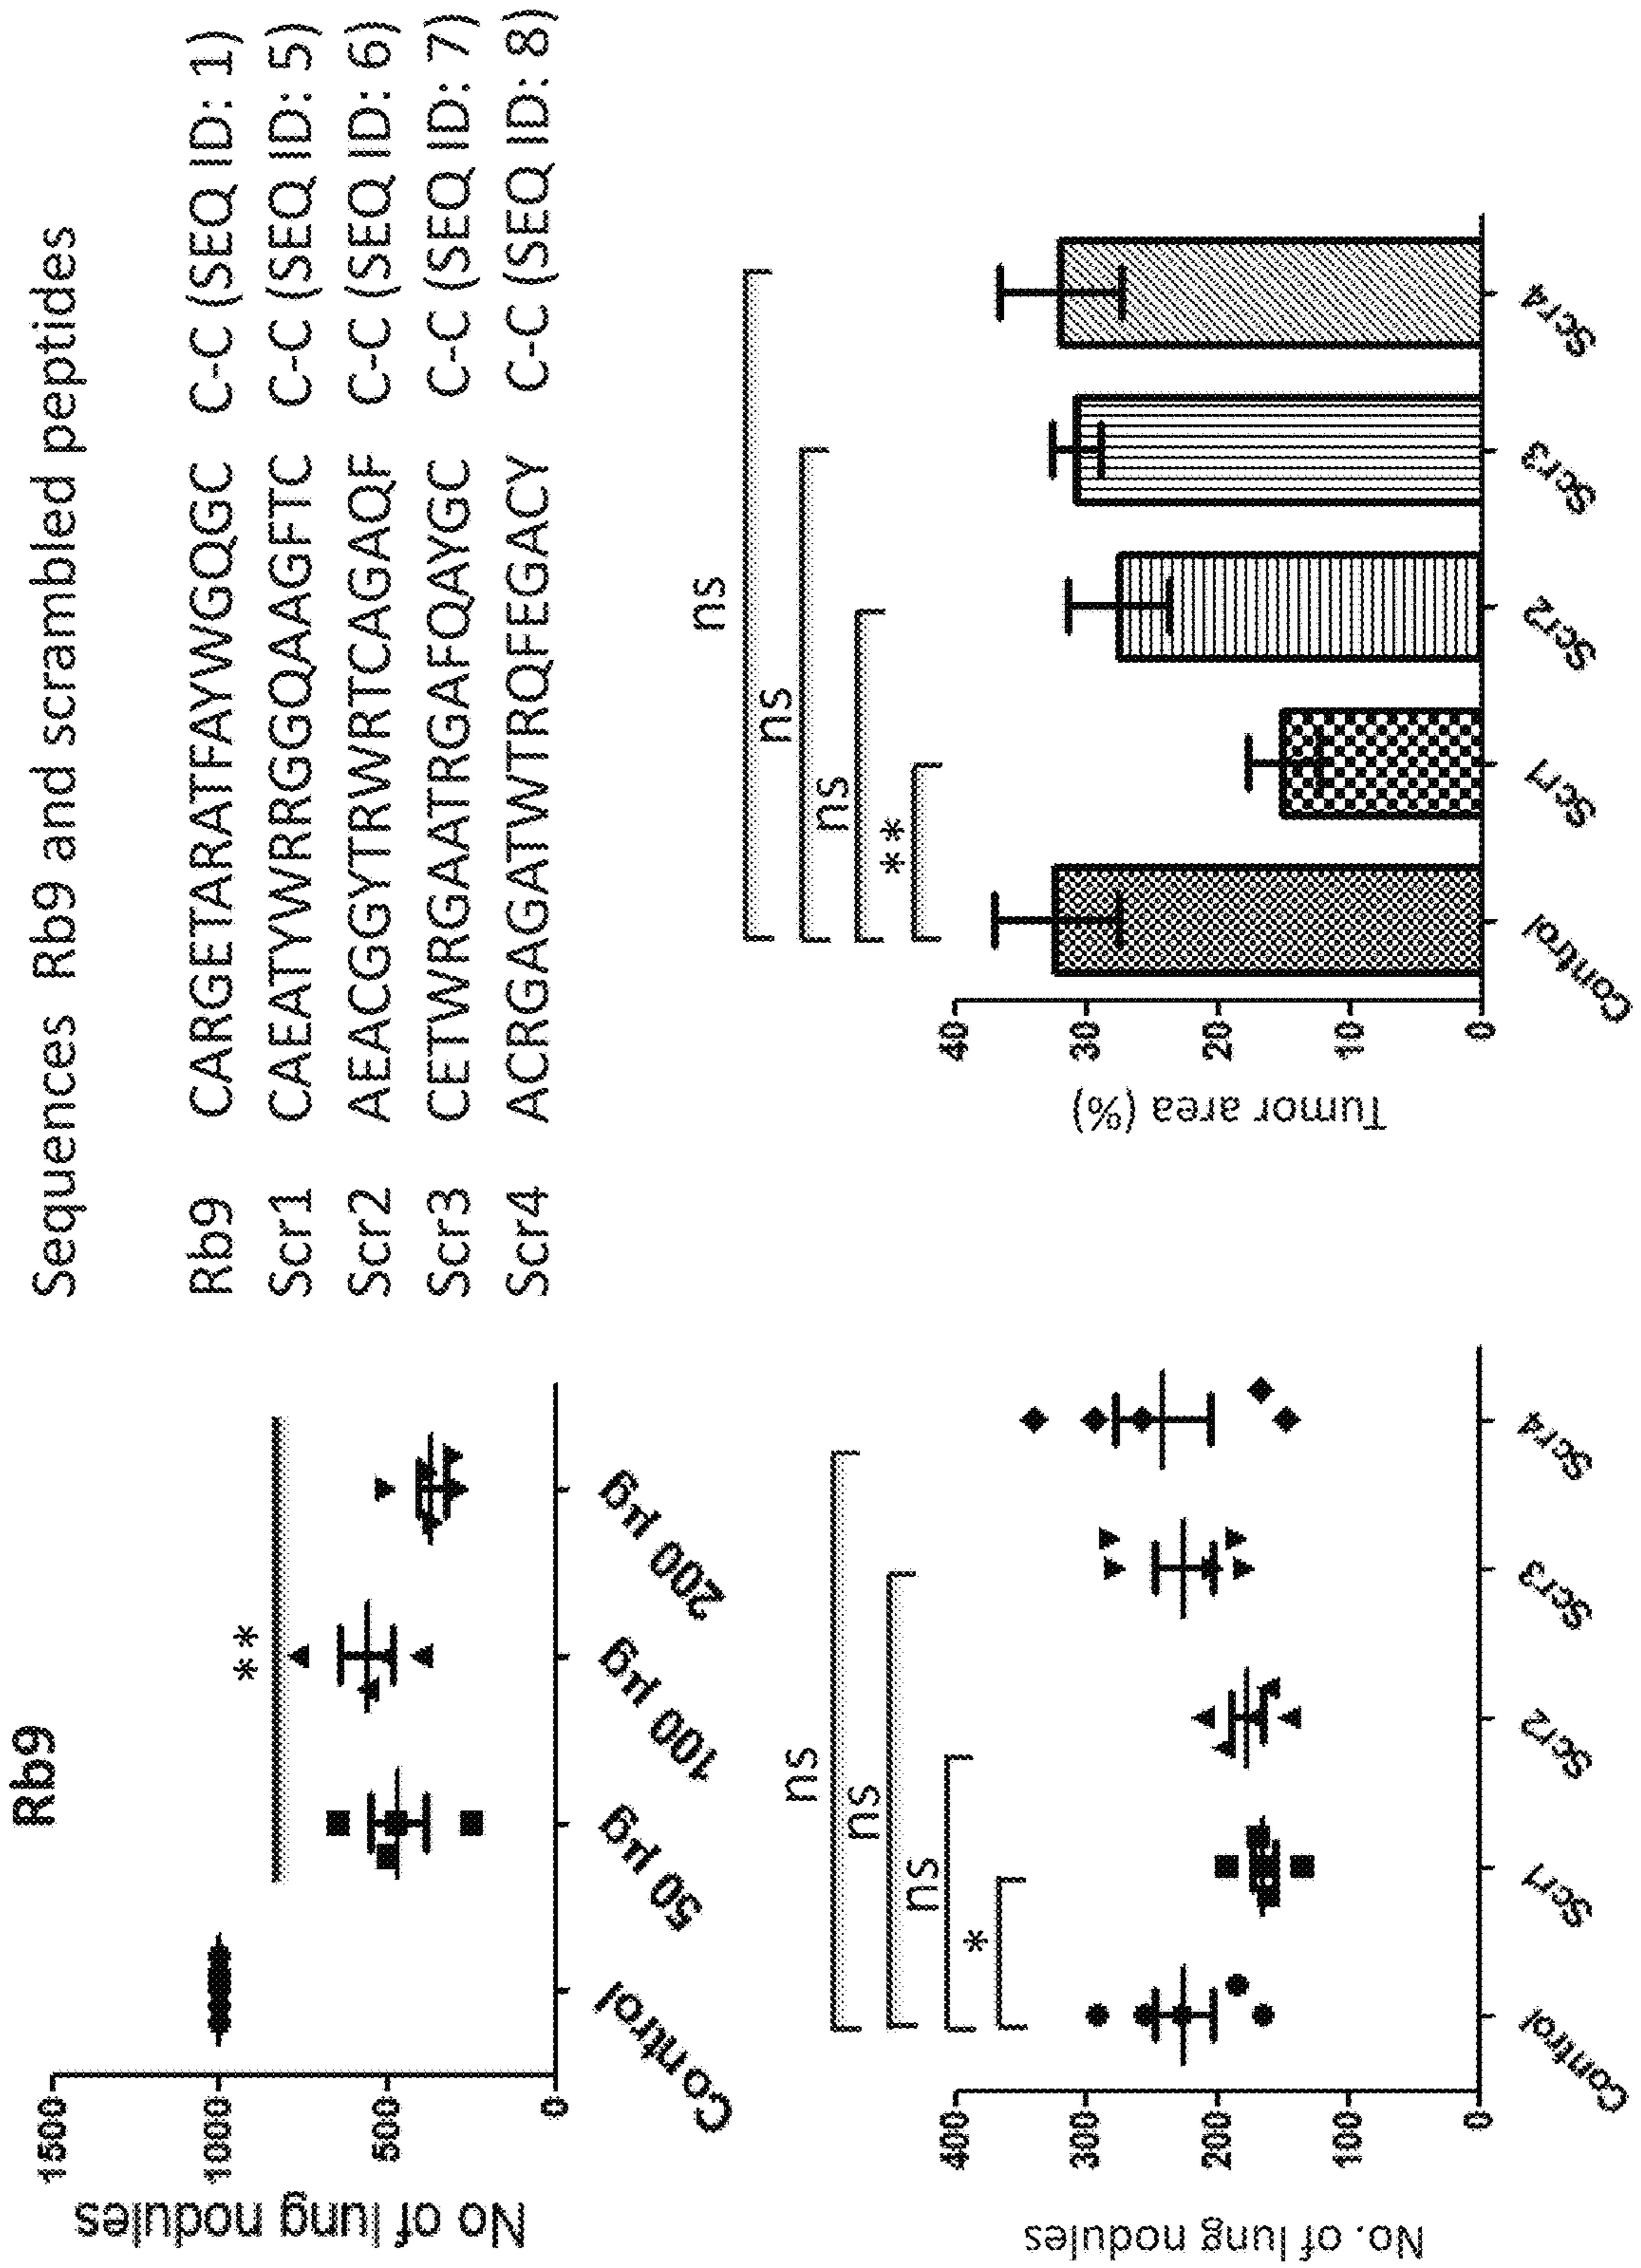 Rb9
No of lung nodules
1500
1000
500
0
**
Control
50 µg
100 µg
200 µg
Sequences Rb9 and scrambled peptides
Rb9 CARGETARATFAYWGQGC C-C (SEQ ID: 1)
Scr1 CAEATYWRRGGQAAGFTC C-C (SEQ ID: 5)
Scr2 AEACGGYTRWRTCAGAQF C-C (SEQ ID: 6)
Scr3 CETWRGAATRGAFQAYGC C-C (SEQ ID: 7)
Scr4 ACRGAGATWTRQFEGACY C-C (SEQ ID: 8)
No. of lung nodules
400
300
200
100
0
ns
ns
ns
*
Control
Scr1
Scr2
Scr3
Scr4
Tumor area (%)
40
30
20
10
0
ns
ns
ns
**
Control
Scr1
Scr2
Scr3
Scr4